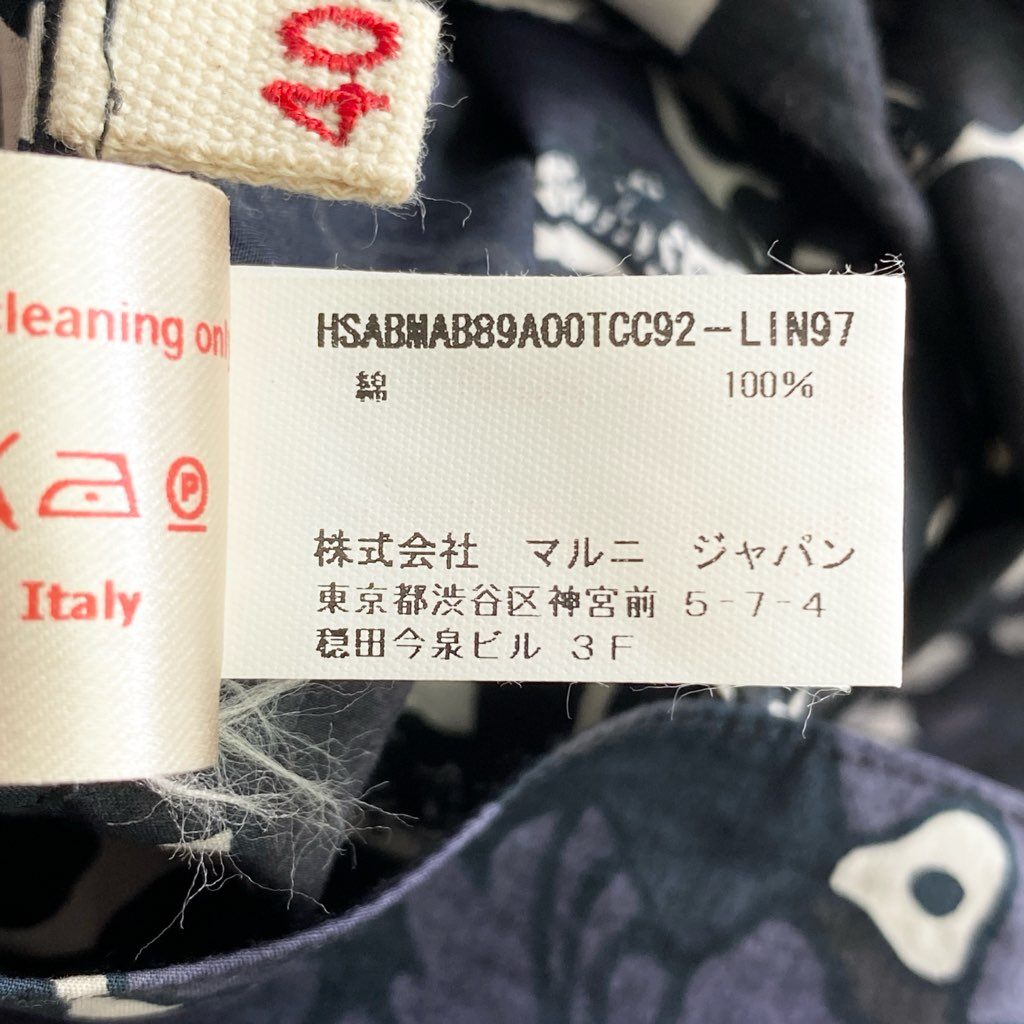 40
cleaning only
P
Italy
HSABMAB89A00TCC92-LIN97
綿 100%
株式会社 マルニ ジャパン
東京都渋谷区神宮前 5-7-4
穏田今泉ビル 3F